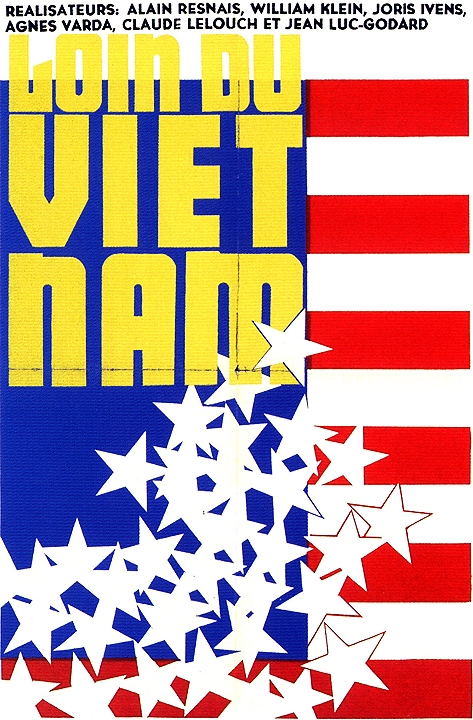 REALISATEURS: ALAIN RESNAIS, WILLIAM KLEIN, JORIS IVENS,
AGNES VARDA, CLAUDE LELOUCH ET JEAN LUC-GODARD
LOIN DU
VIET
NAM